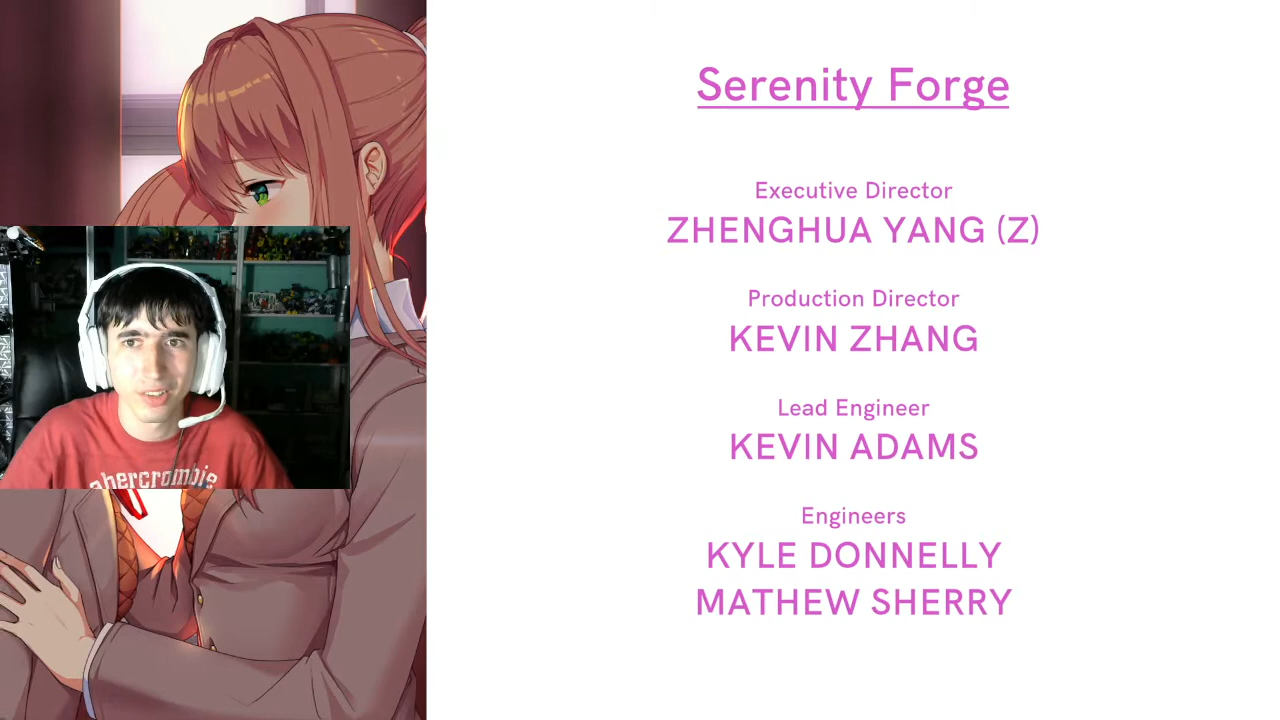 Serenity Forge
Executive Director
ZHENGHUA YANG (Z)
Production Director
KEVIN ZHANG
Lead Engineer
KEVIN ADAMS
Engineers
KYLE DONNELLY
MATHEW SHERRY
abercrombie